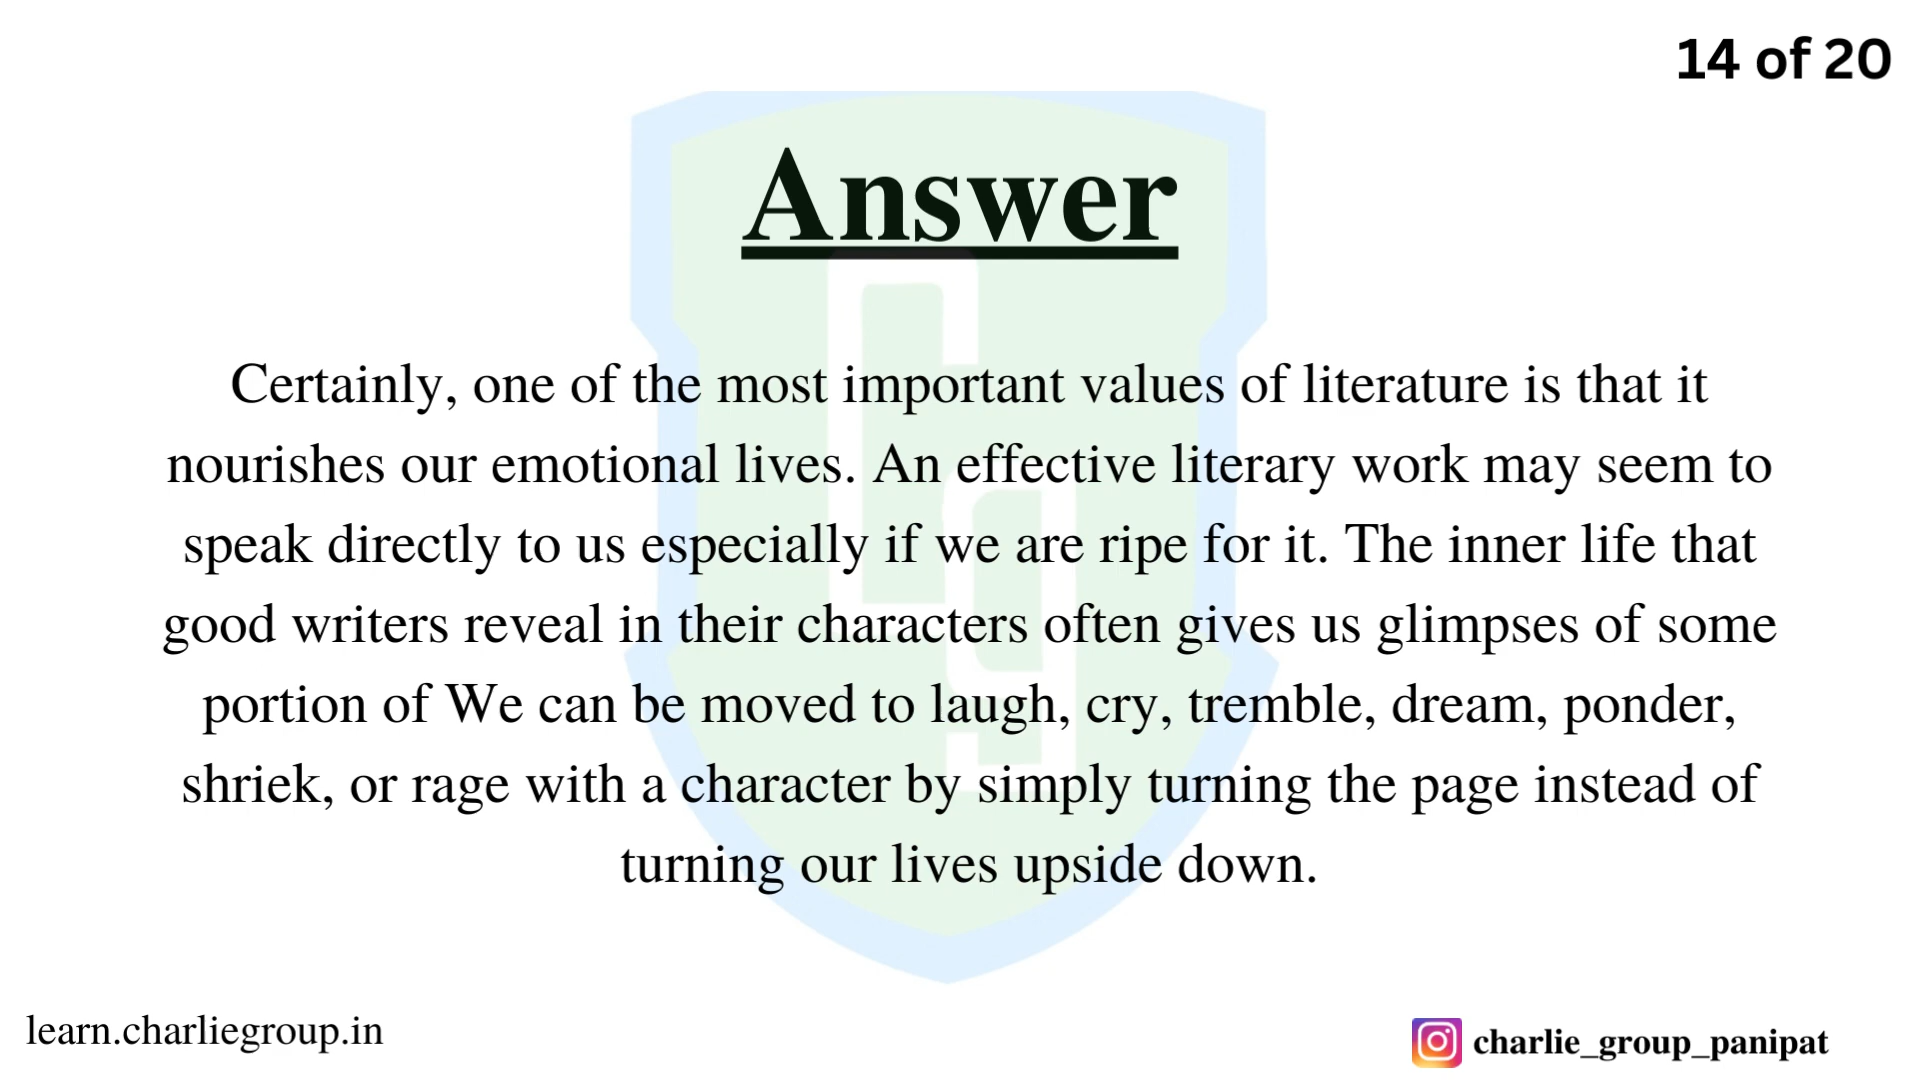 14 of 20
Answer
Certainly, one of the most important values of literature is that it
nourishes our emotional lives. An effective literary work may seem to
speak directly to us especially if we are ripe for it. The inner life that
good writers reveal in their characters often gives us glimpses of some
portion of We can be moved to laugh, cry, tremble, dream, ponder,
shriek, or rage with a character by simply turning the page instead of
turning our lives upside down.
learn.charliegroup.in
charlie_group_panipat